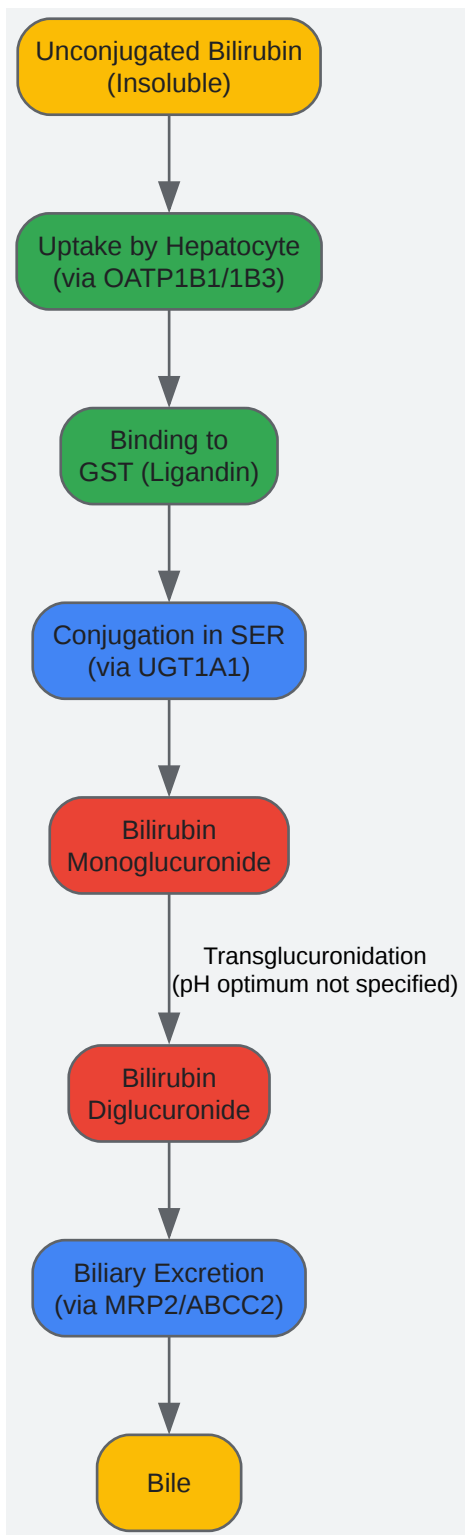 Unconjugated Bilirubin
(Insoluble)
Uptake by Hepatocyte
(via OATP1B1/1B3)
Binding to
GST (Ligandin)
Conjugation in SER
(via UGT1A1)
Bilirubin
Monoglucuronide
Transglucuronidation
(pH optimum not specified)
Bilirubin
Diglucuronide
Biliary Excretion
(via MRP2/ABCC2)
Bile